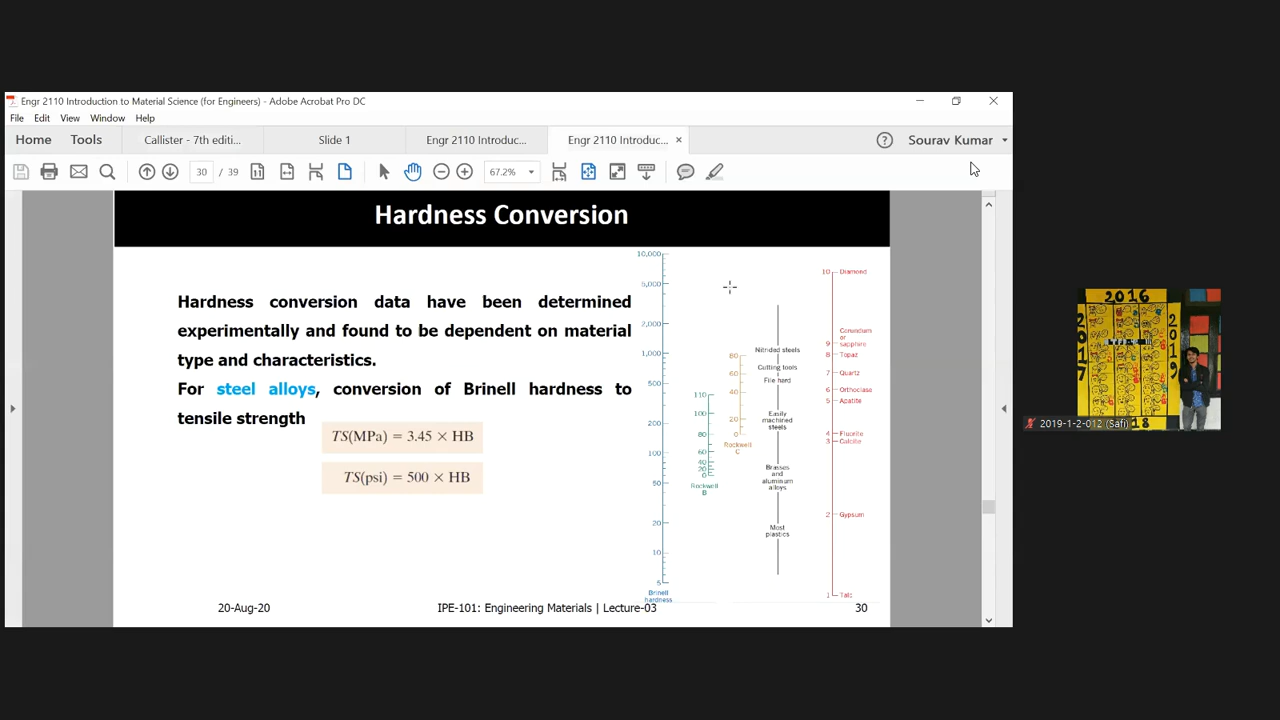 Engr 2110 Introduction to Material Science (for Engineers) - Adobe Acrobat Pro DC
File Edit View Window Help
Home Tools Callister - 7th editi... Slide 1 Engr 2110 Introduc... Engr 2110 Introduc... × Sourav Kumar
30 / 39 67.2%
Hardness Conversion
Hardness conversion data have been determined
experimentally and found to be dependent on material
type and characteristics.
For steel alloys, conversion of Brinell hardness to
tensile strength
TS(MPa) = 3.45 × HB
TS(psi) = 500 × HB
10,000
5,000
2,000
1,000
500
200
100
50
20
10
5
Brinell
hardness
110
100
80
60
40
20
0
Rockwell
B
80
60
40
20
0
Rockwell
C
Nitrided steels
Cutting tools
File hard
Easily
machined
steels
Brasses
and
aluminum
alloys
Most
plastics
10 Diamond
Corundum
or
9 sapphire
8 Topaz
7 Quartz
6 Orthoclase
5 Apatite
4 Fluorite
3 Calcite
2 Gypsum
1 Talc
20-Aug-20 IPE-101: Engineering Materials | Lecture-03 30
2016
2019-1-2-012 (Safi)
18